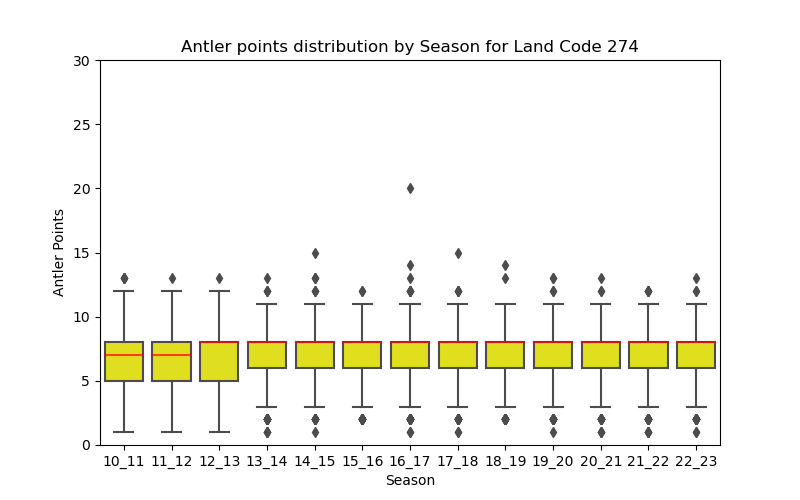 Antler points distribution by Season for Land Code 274
30
25
20
15
10
5
0
Antler Points
10_11 11_12 12_13 13_14 14_15 15_16 16_17 17_18 18_19 19_20 20_21 21_22 22_23
Season